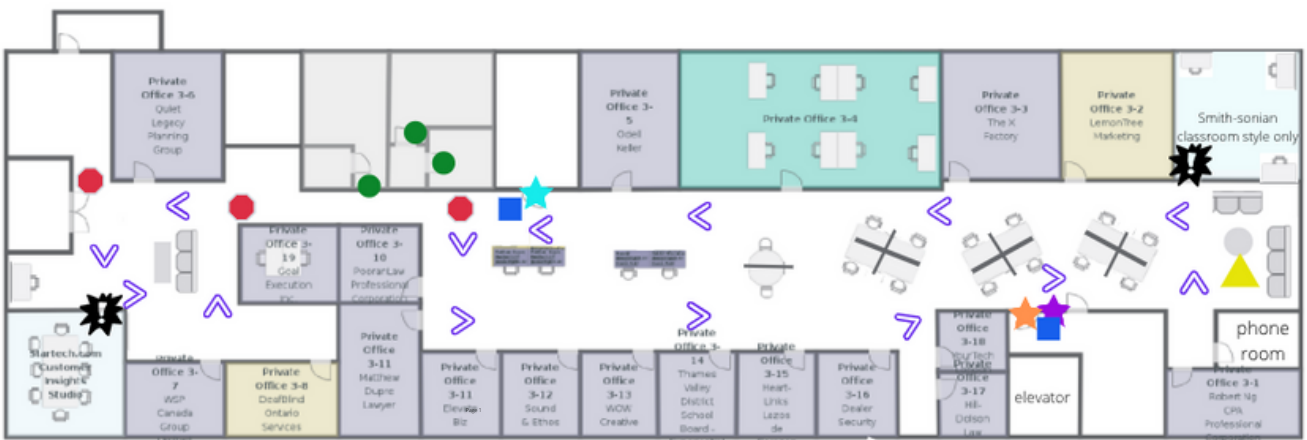 Private
Office 3-6
Quiet
Legacy
Planning
Group
Private
Office 3-
5
Odell
Keller
Private Office 3-4
Private
Office 3-3
The X
Factory
Private
Office 3-2
LemonTree
Marketing
Smith-sonian
classroom style only
Private
Office 3-
19
Goal
Execution
Inc.
Private
Office 3-
10
PooranLaw
Professional
Corporation
Startech.com
Customer
Insights
Studio
Private
Office 3-
7
WSP
Canada
Group
Private
Office 3-8
DeafBlind
Ontario
Services
Private
Office
3-11
Matthew
Dupre
Lawyer
Private
Office
3-11
Biz
Private
Office
3-12
Sound
& Ethos
Private
Office
3-13
WOW
Creative
Private
Office 3-
14
Thames
Valley
District
School
Board -
Private
Office
3-15
Heart-
Links
Lazos
de
Private
Office
3-16
Dealer
Security
Private
Office
3-18
YourTech
Private
Office
3-17
Law
elevator
phone
room
Private
Office 3-1
Robert Ng
CPA
Professional